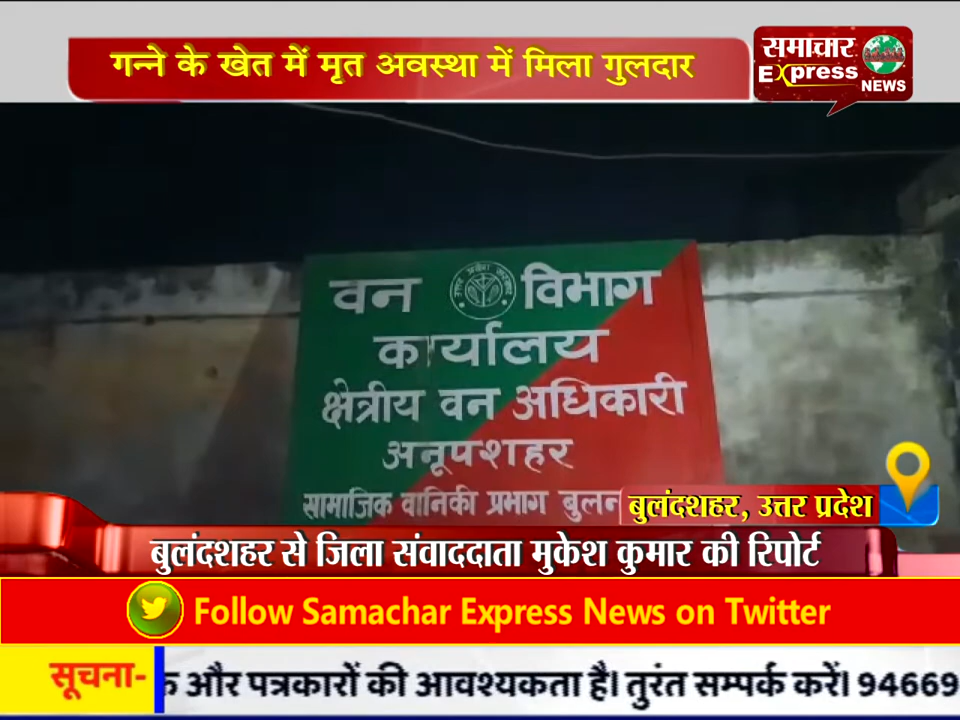 गन्ने के खेत में मृत अवस्था में मिला गुलदार
समाचार
Express
NEWS
वन विभाग
कार्यालय
क्षेत्रीय वन अधिकारी
अनूपशहर
सामाजिक वानिकी प्रभाग
बुलंदशहर, उत्तर प्रदेश
बुलंदशहर से जिला संवाददाता मुकेश कुमार की रिपोर्ट
Follow Samachar Express News on Twitter
सूचना- और पत्रकारों की आवश्यकता है। तुरंत सम्पर्क करें। 94669